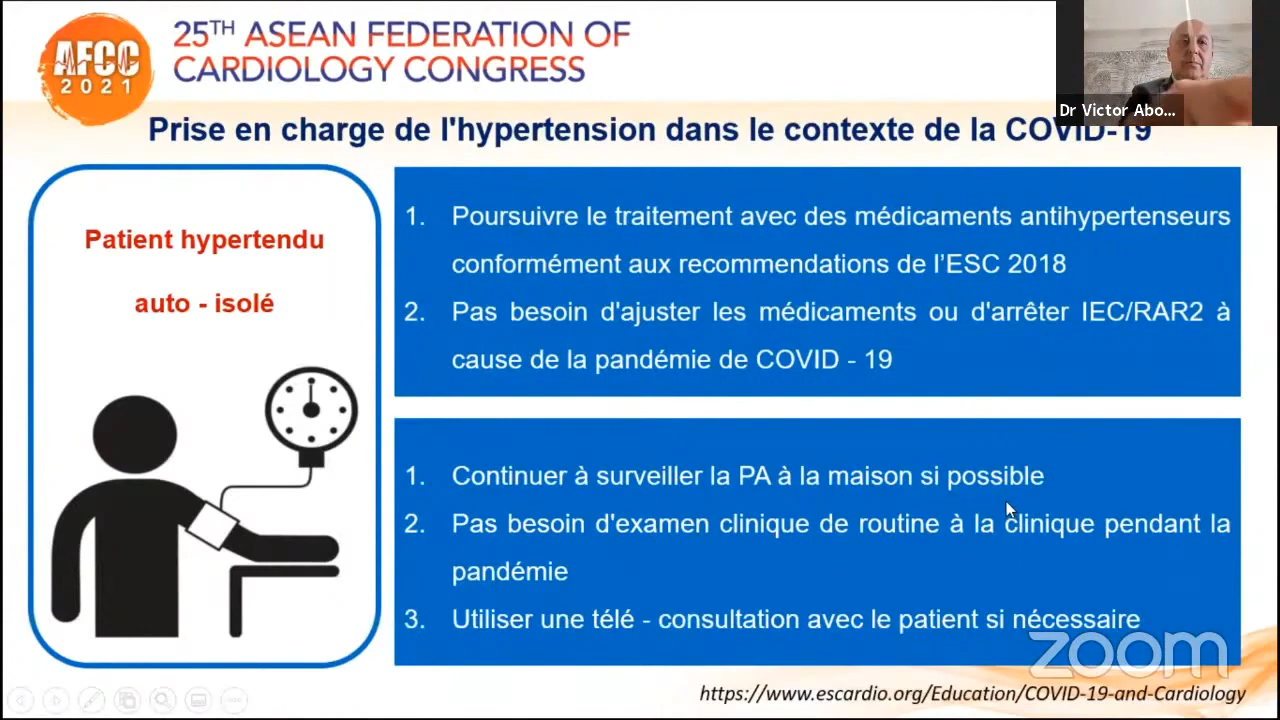 AFCC
2021
25TH ASEAN FEDERATION OF
CARDIOLOGY CONGRESS
Dr Victor Abo...
Prise en charge de l'hypertension dans le contexte de la COVID-19
Patient hypertendu
auto - isolé
1. Poursuivre le traitement avec des médicaments antihypertenseurs
conformément aux recommendations de l’ESC 2018
2. Pas besoin d'ajuster les médicaments ou d'arrêter IEC/RAR2 à
cause de la pandémie de COVID - 19
1. Continuer à surveiller la PA à la maison si possible
2. Pas besoin d'examen clinique de routine à la clinique pendant la
pandémie
3. Utiliser une télé - consultation avec le patient si nécessaire
zoom
https://www.escardio.org/Education/COVID-19-and-Cardiology